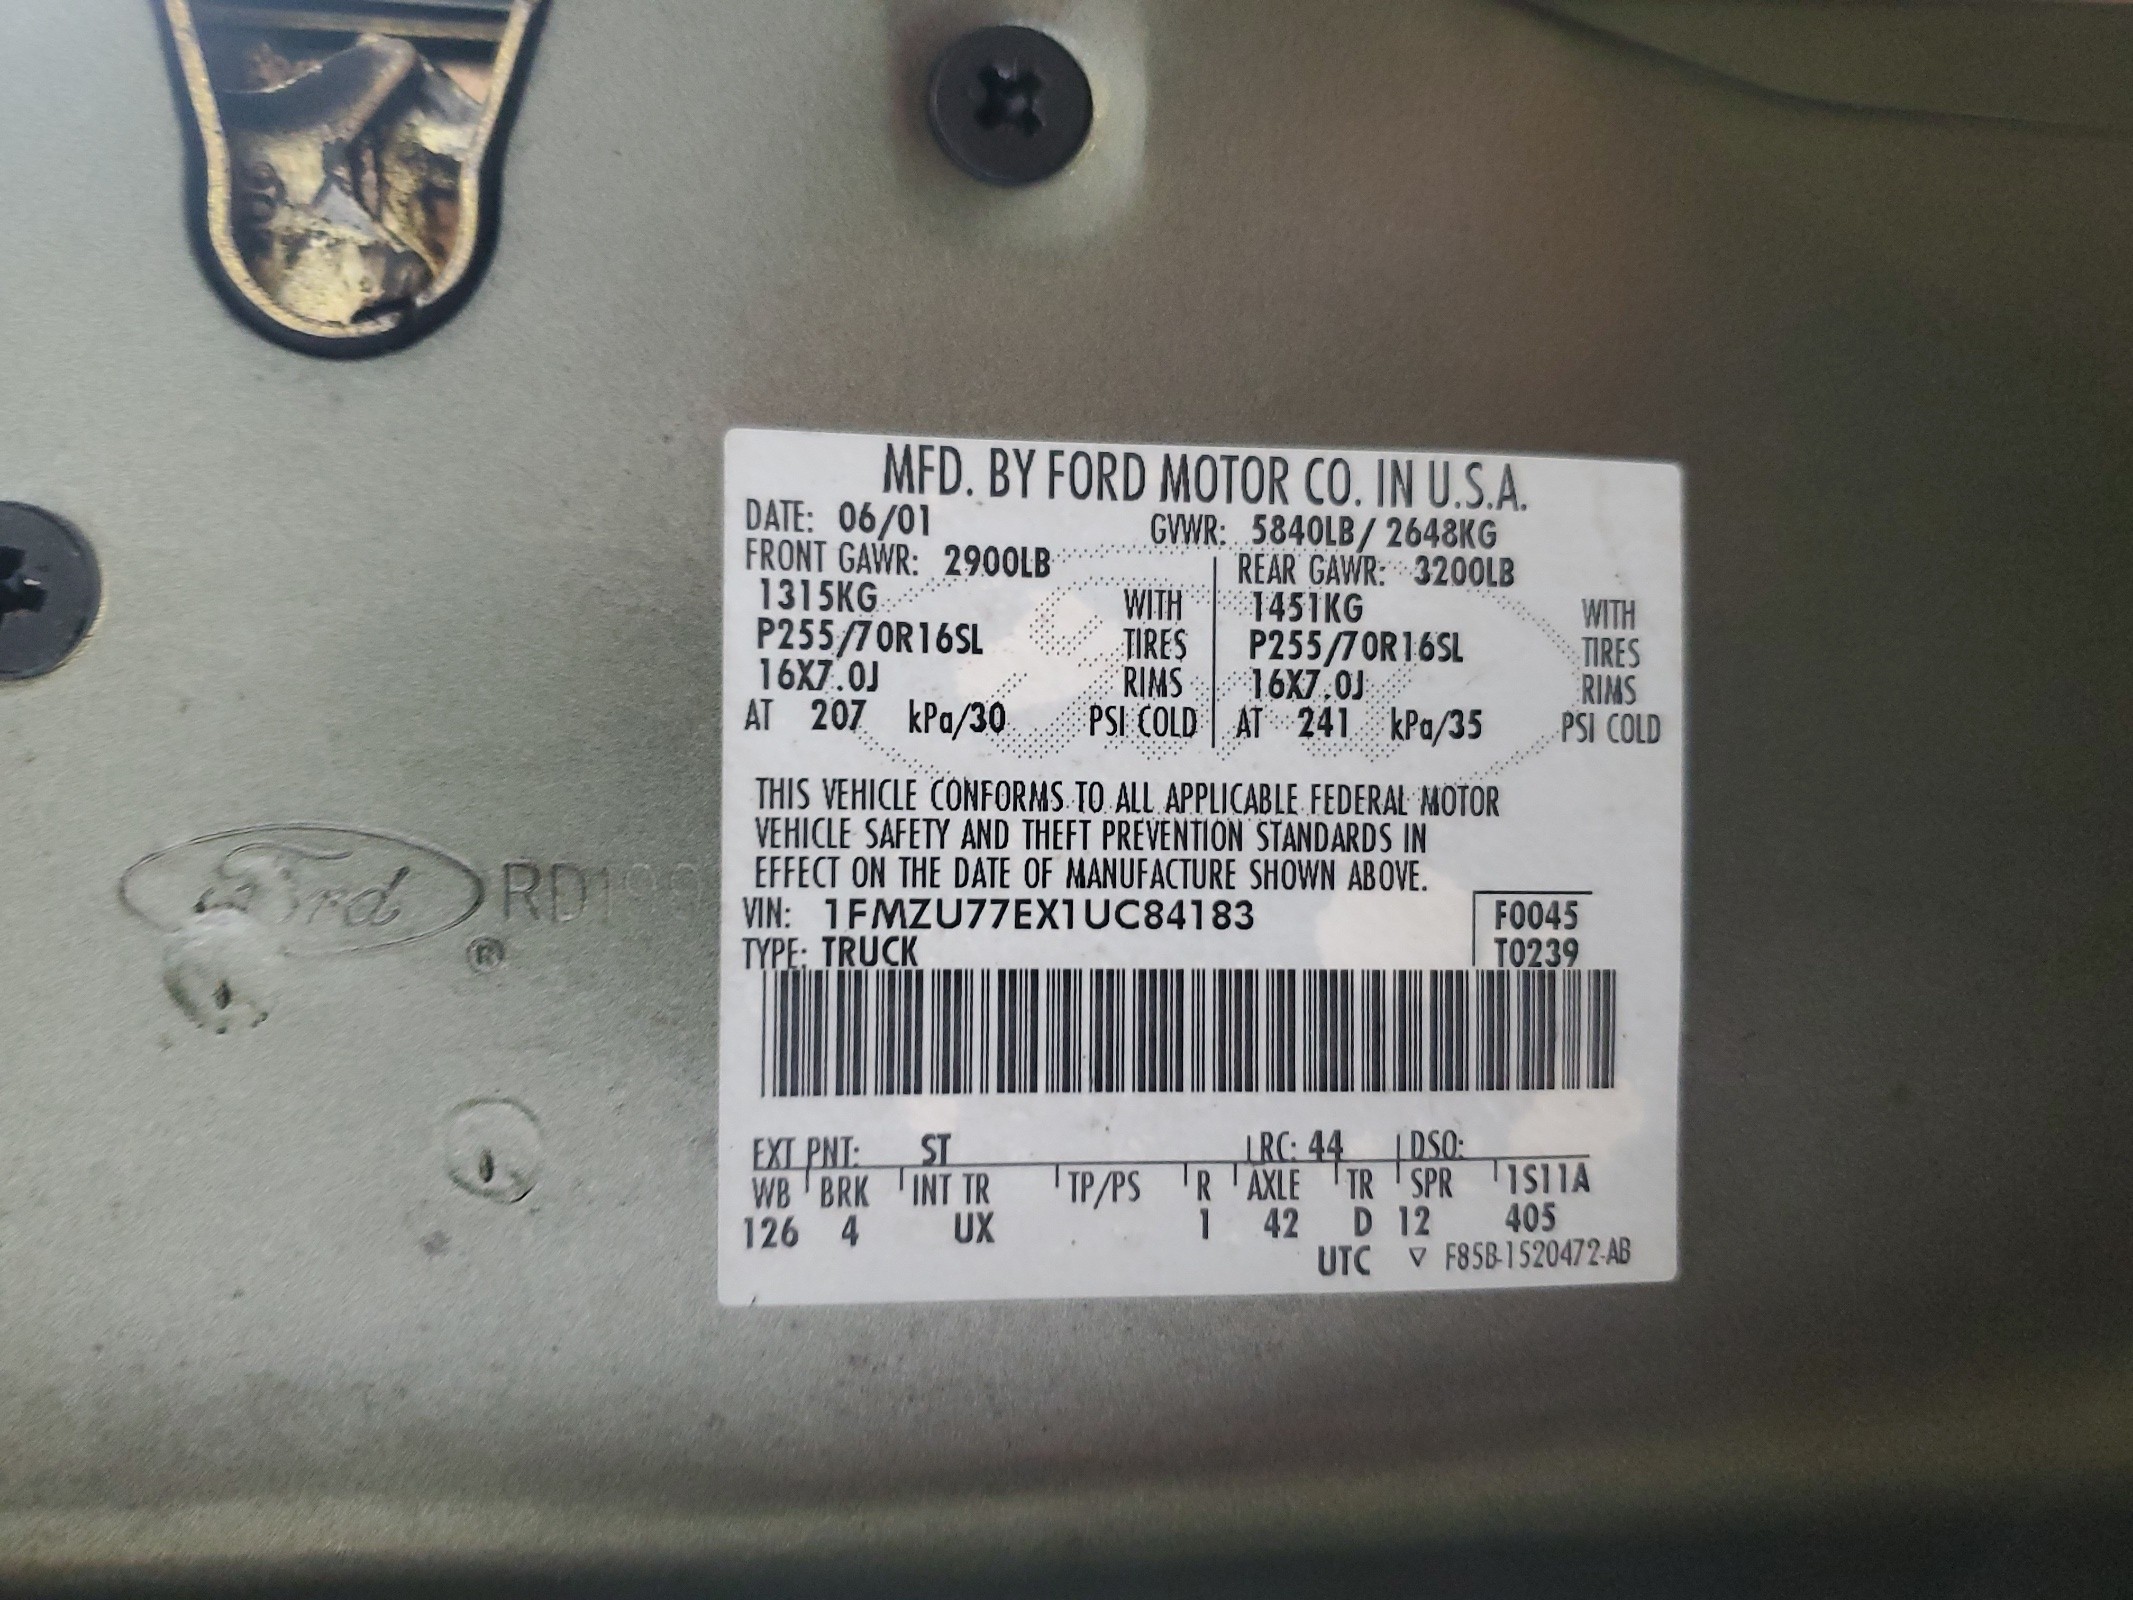 MFD. BY FORD MOTOR CO. IN U.S.A.
DATE: 06/01 GVWR: 5840LB/ 2648KG
FRONT GAWR: 2900LB REAR GAWR: 3200LB
1315KG WITH 1451KG WITH
P255/70R16SL TIRES P255/70R16SL TIRES
16X7.0J RIMS 16X7.0J RIMS
AT 207 kPa/30 PSI COLD AT 241 kPa/35 PSI COLD
THIS VEHICLE CONFORMS TO ALL APPLICABLE FEDERAL MOTOR
VEHICLE SAFETY AND THEFT PREVENTION STANDARDS IN
EFFECT ON THE DATE OF MANUFACTURE SHOWN ABOVE.
VIN: 1FMZU77EX1UC84183 F0045
TYPE: TRUCK T0239
EXT PNT: ST RC: 44 DSO:
WB BRK INT TR TP/PS R AXLE TR SPR 1S11A
126 4 UX 1 42 D 12 405
UTC ▽ F85B-1520472-AB
Ford ® RD199